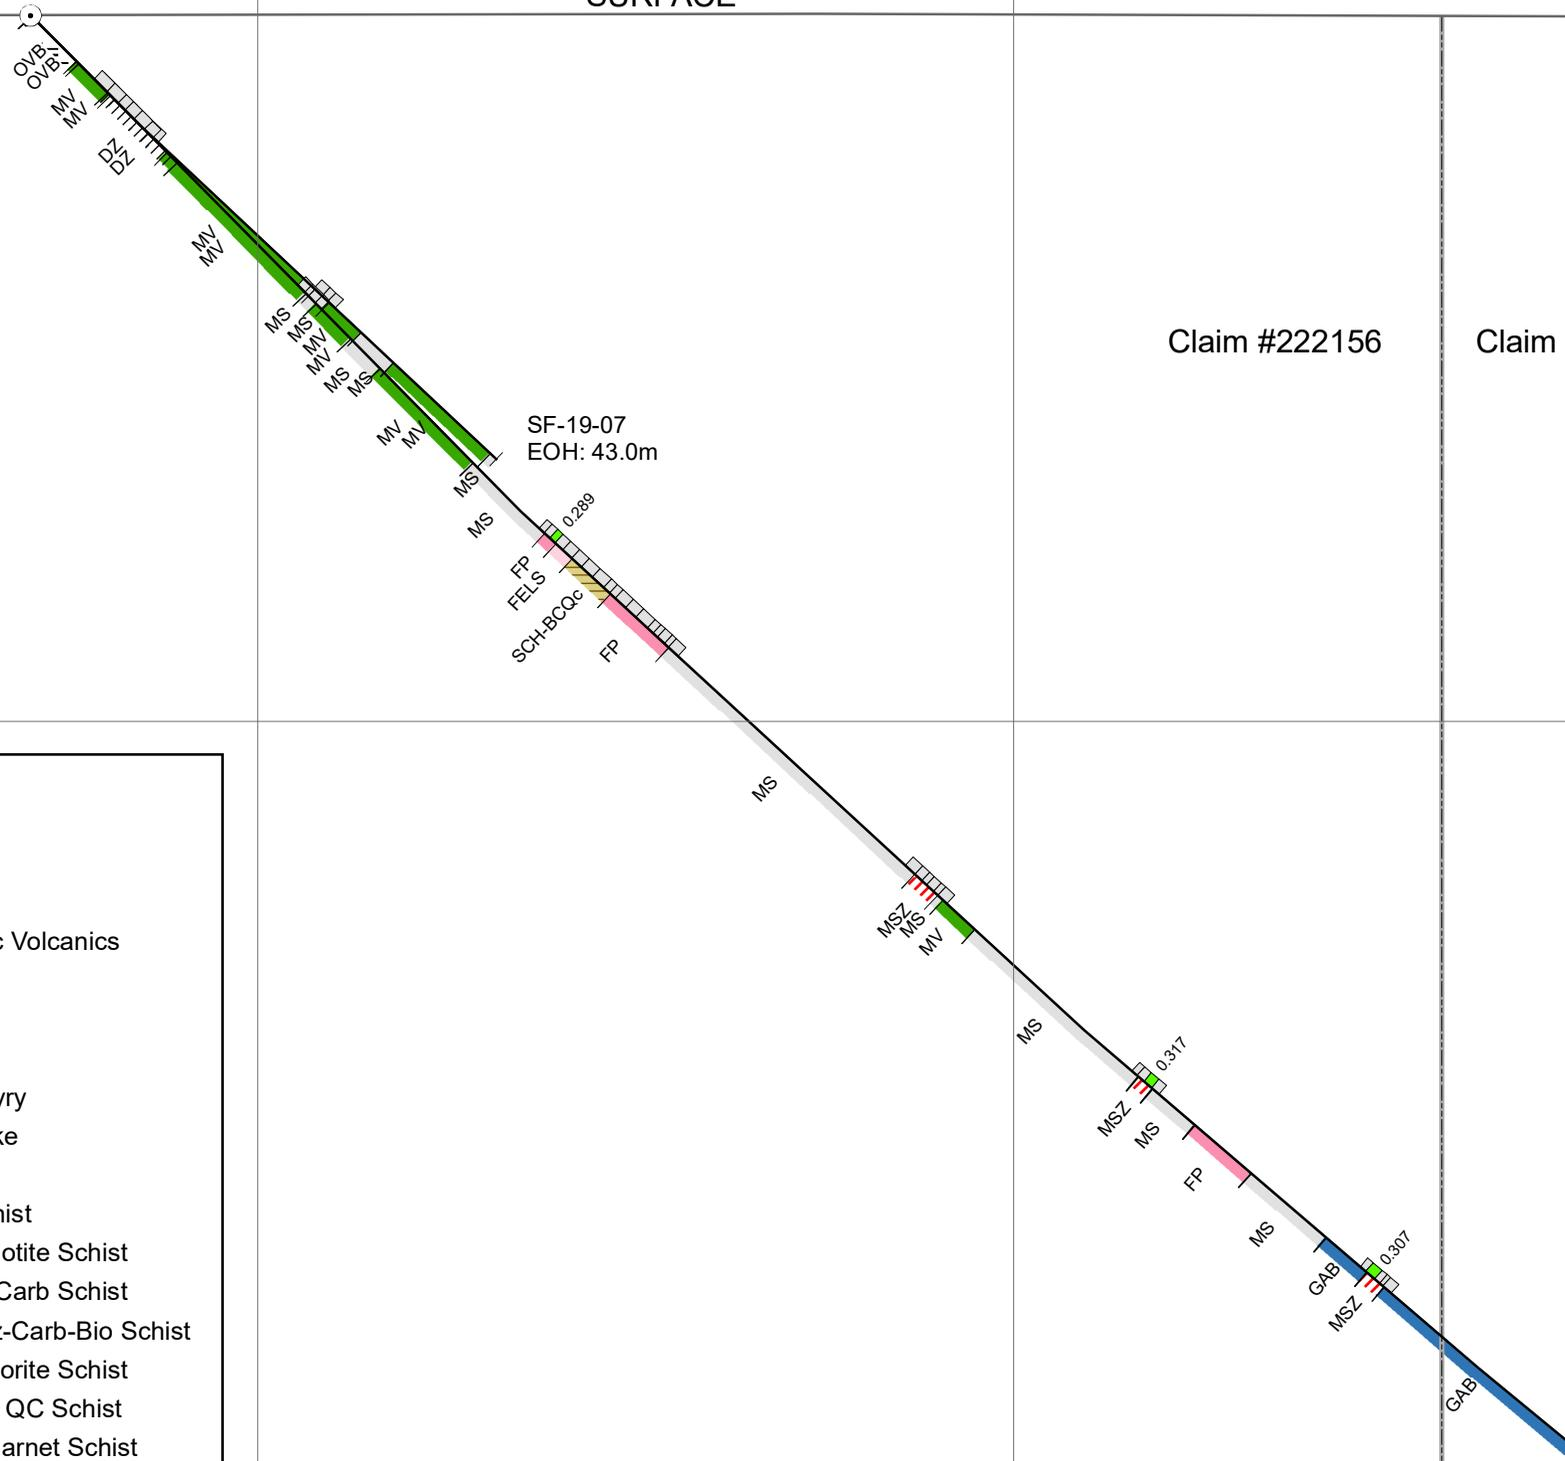 SURFACE
OVB
OVB
MV
MV
DZ
DZ
MV
MV
MS
MS
MV
MV
MS
MS
MV
MV
MS
MS
Claim #222156
Claim
SF-19-07
EOH: 43.0m
0.289
FP
FELS
SCH-BCQc
FP
MS
MSZ
MS
MV
MS
0.317
MSZ
MS
FP
MS
0.307
GAB
MSZ
GAB
c Volcanics
yry
ke
hist
otite Schist
Carb Schist
z-Carb-Bio Schist
orite Schist
QC Schist
arnet Schist